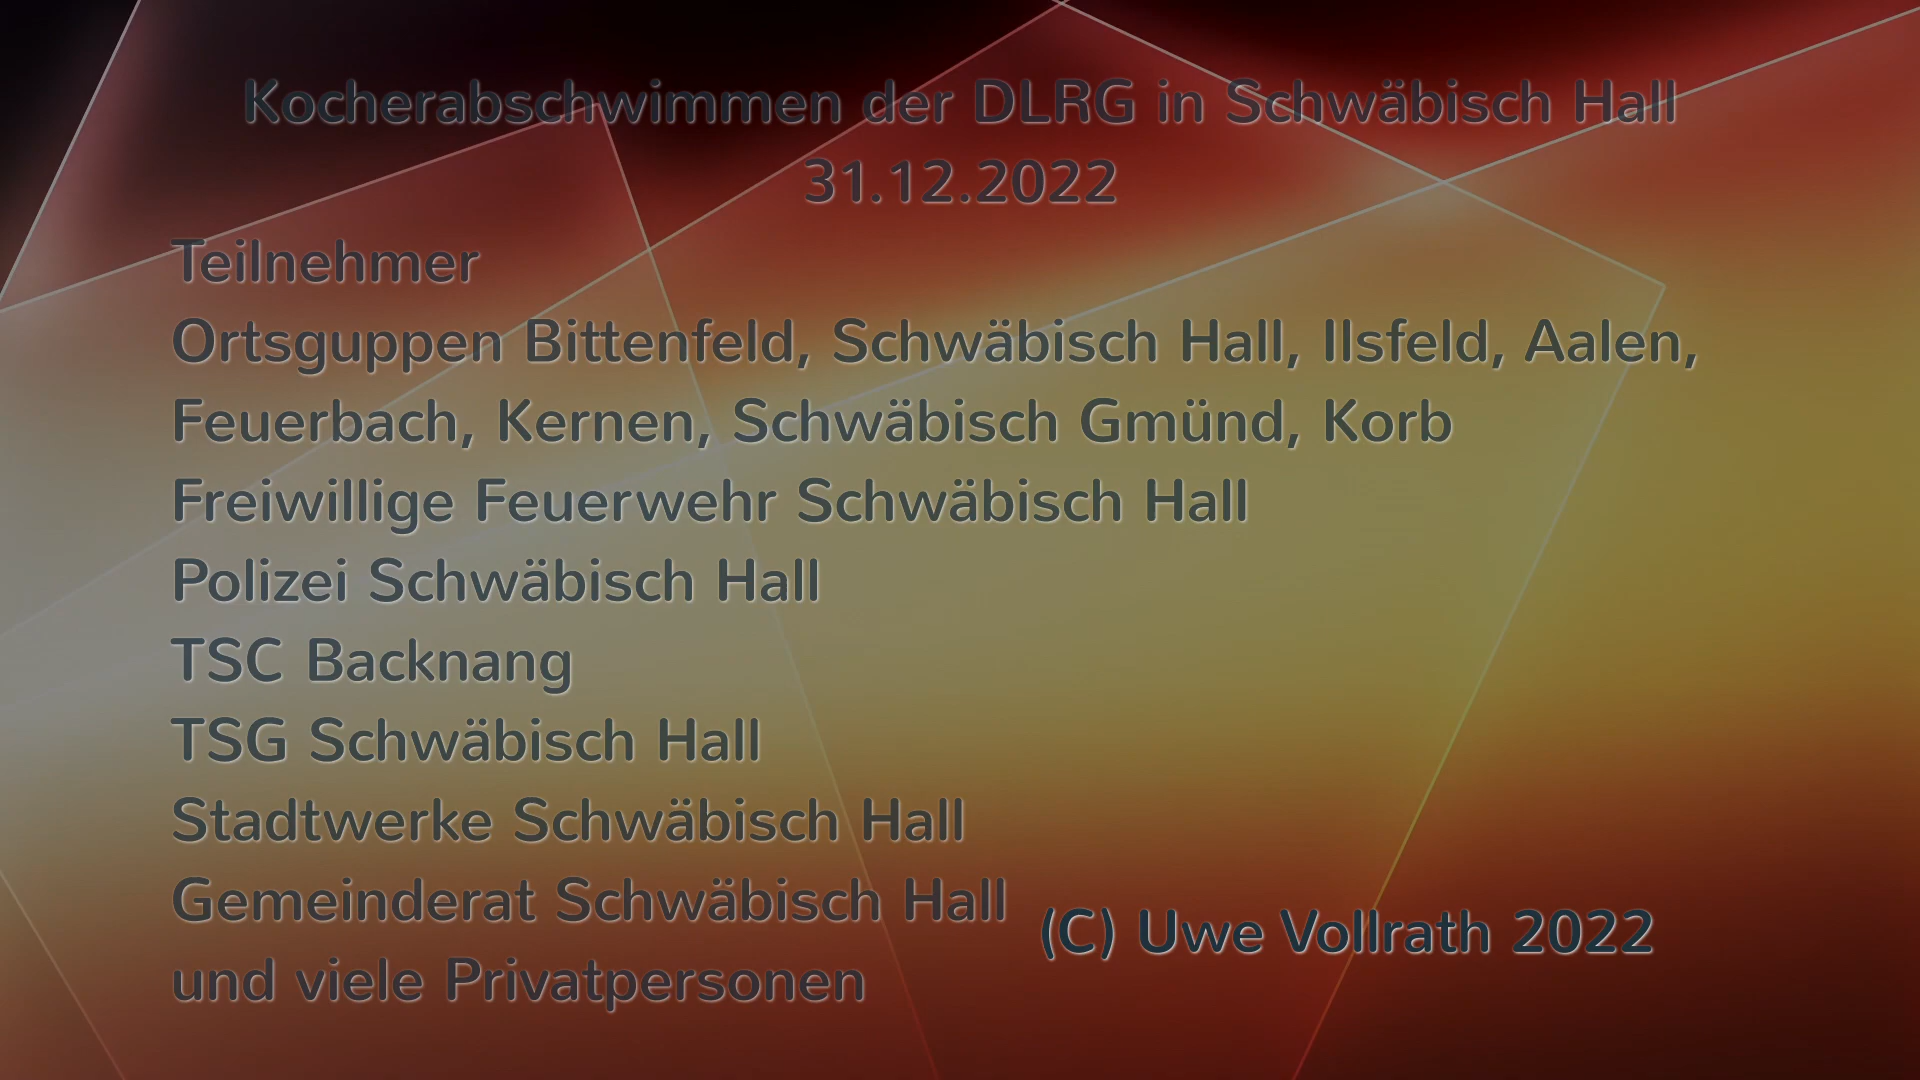 Kocherabschwimmen der DLRG in Schwäbisch Hall
31.12.2022
Teilnehmer
Ortsguppen Bittenfeld, Schwäbisch Hall, Ilsfeld, Aalen,
Feuerbach, Kernen, Schwäbisch Gmünd, Korb
Freiwillige Feuerwehr Schwäbisch Hall
Polizei Schwäbisch Hall
TSC Backnang
TSG Schwäbisch Hall
Stadtwerke Schwäbisch Hall
Gemeinderat Schwäbisch Hall
und viele Privatpersonen
(C) Uwe Vollrath 2022